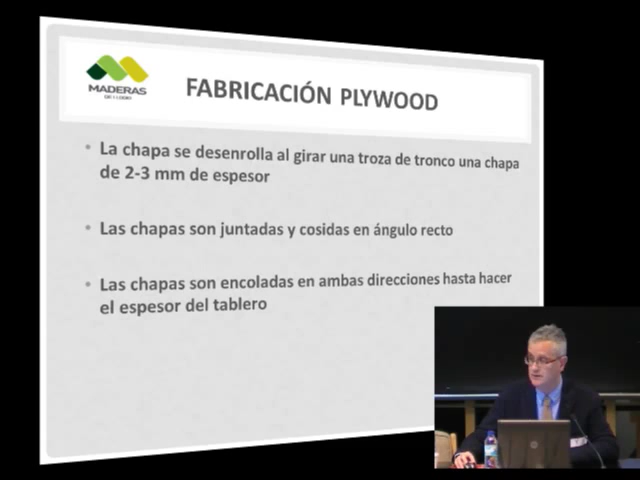 MADERAS
FABRICACIÓN PLYWOOD
• La chapa se desenrolla al girar una troza de tronco una chapa
de 2-3 mm de espesor
• Las chapas son juntadas y cosidas en ángulo recto
• Las chapas son encoladas en ambas direcciones hasta hacer
el espesor del tablero